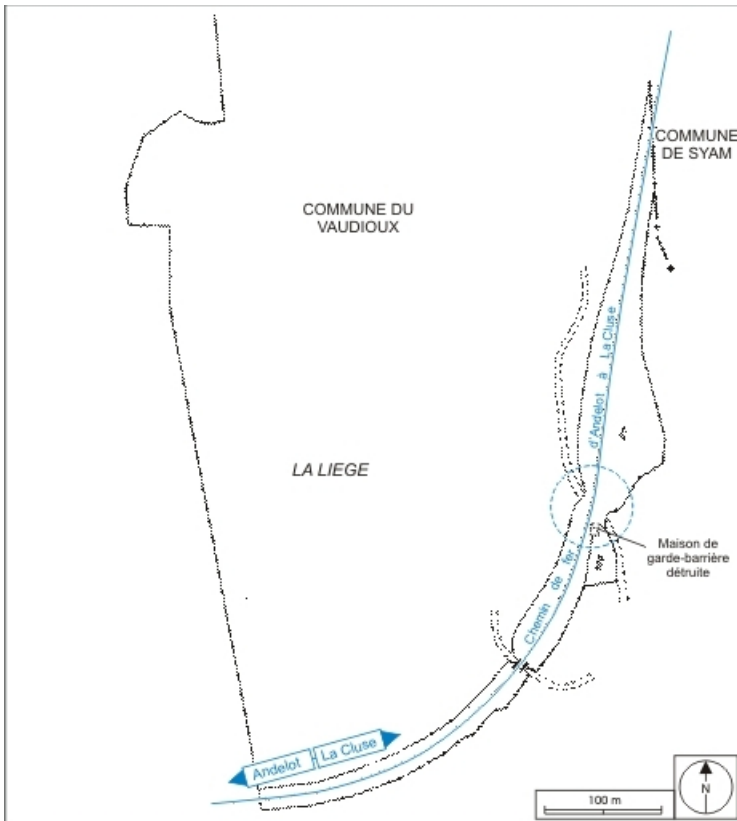 COMMUNE
DE SYAM
COMMUNE DU
VAUDIOUX
d'Andelot à La Cluse
LA LIEGE
Maison de
garde-barrière
détruite
Chemin de fer
Andelot La Cluse
N
100 m